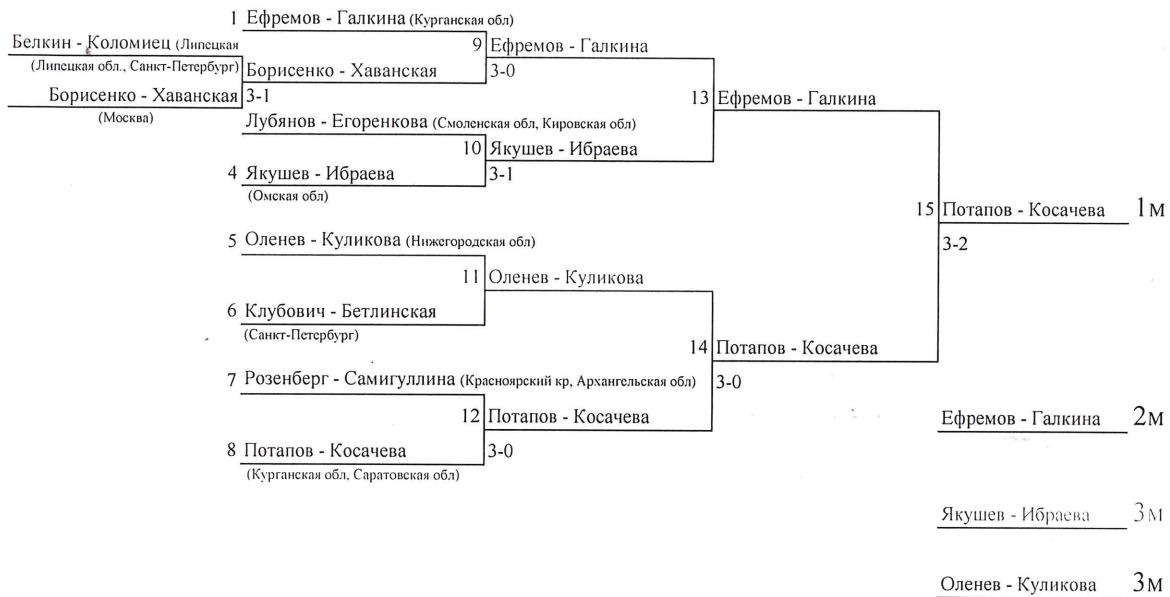 1 Ефремов - Галкина (Курганская обл)
Белкин - Коломиец (Липецкая
(Липецкая обл., Санкт-Петербург)
9 Ефремов - Галкина
Борисенко - Хаванская
3-0
Борисенко - Хаванская 3-1
(Москва)
13 Ефремов - Галкина
Лубянов - Егоренкова (Смоленская обл, Кировская обл)
10 Якушев - Ибраева
4 Якушев - Ибраева
3-1
(Омская обл)
15 Потапов - Косачева 1м
3-2
5 Оленев - Куликова (Нижегородская обл)
11 Оленев - Куликова
6 Клубович - Бетлинская
(Санкт-Петербург)
14 Потапов - Косачева
3-0
7 Розенберг - Самигуллина (Красноярский кр, Архангельская обл)
12 Потапов - Косачева
Ефремов - Галкина 2м
8 Потапов - Косачева
3-0
(Курганская обл, Саратовская обл)
Якушев - Ибраева 3м
Оленев - Куликова 3м